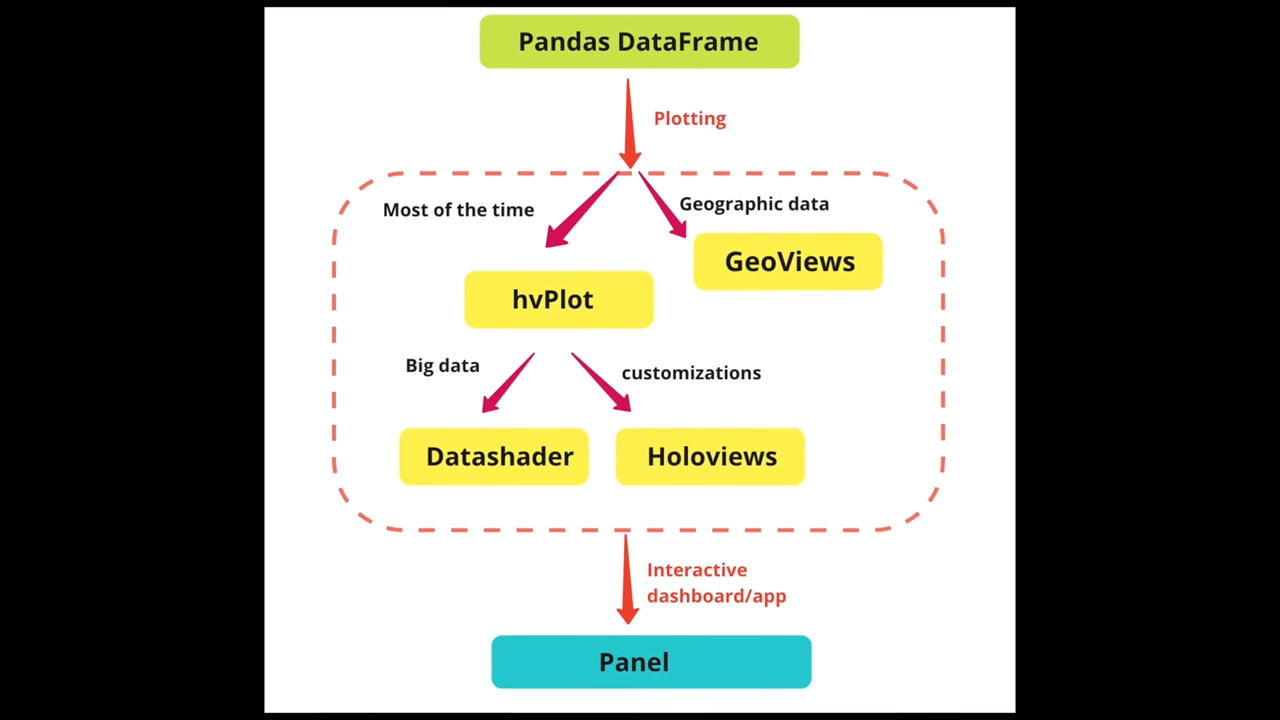 Pandas DataFrame
Plotting
Most of the time
Geographic data
GeoViews
hvPlot
Big data
customizations
Datashader
Holoviews
Interactive
dashboard/app
Panel